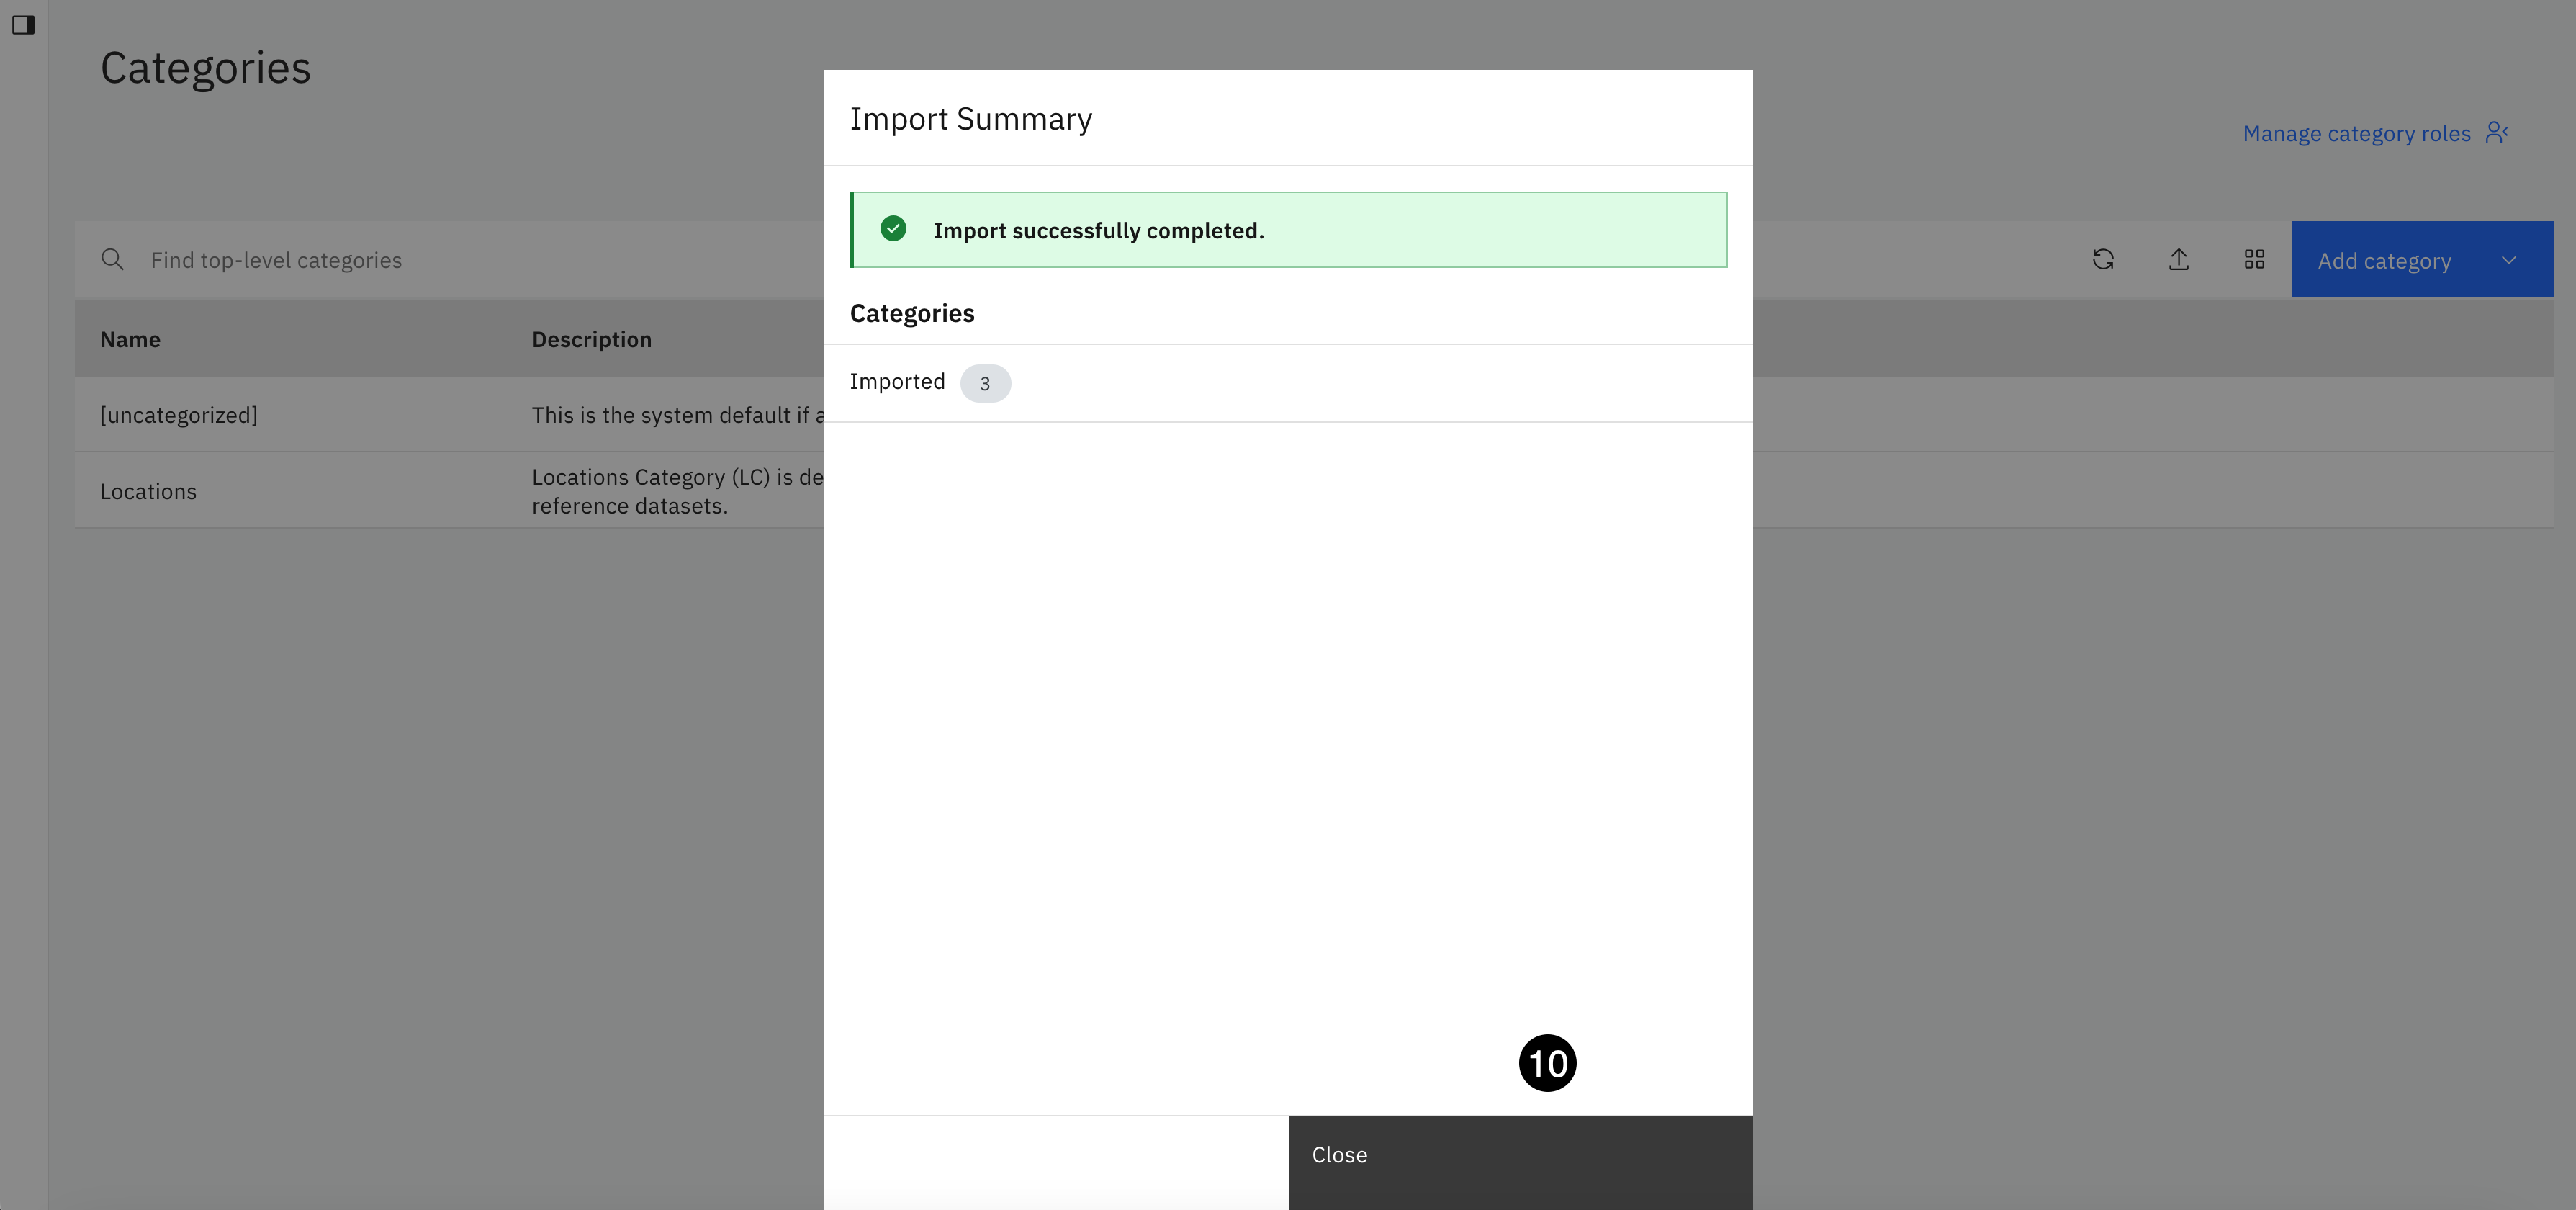 Categories
Manage category roles
Find top-level categories
Add category
Name
Description
[uncategorized]
This is the system default if a
Locations
Locations Category (LC) is de
reference datasets.
Import Summary
Import successfully completed.
Categories
Imported 3
10
Close